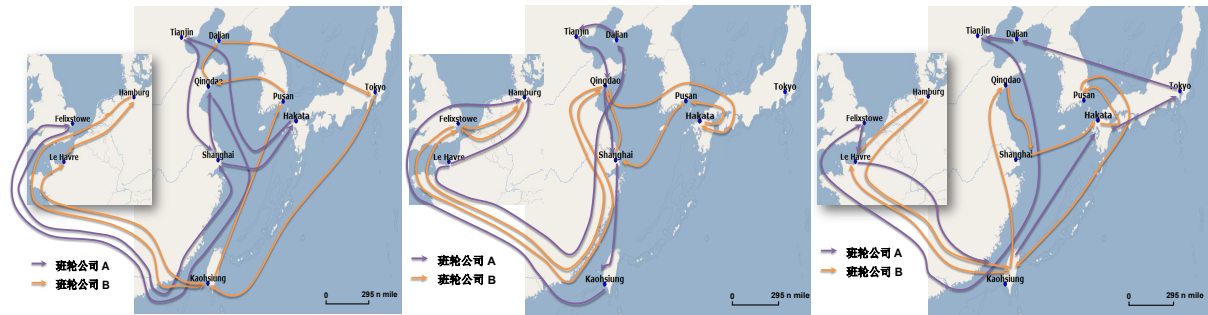 Tianjin
Dalian
Hamburg
Qingdao
Pusan
Tokyo
Felixstowe
Hakata
Le Havre
Shanghai
班轮公司 A
班轮公司 B
Kaohsiung
0 295 n mile
Tianjin
Dalian
Qingdao
Hamburg
Pusan
Tokyo
Felixstowe
Hakata
Le Havre
Shanghai
班轮公司 A
班轮公司 B
Kaohsiung
0 295 n mile
Tianjin
Dalian
Qingdao
Hamburg
Pusan
Tokyo
Felixstowe
Hakata
Le Havre
Shanghai
班轮公司 A
班轮公司 B
Kaohsiung
0 295 n mile